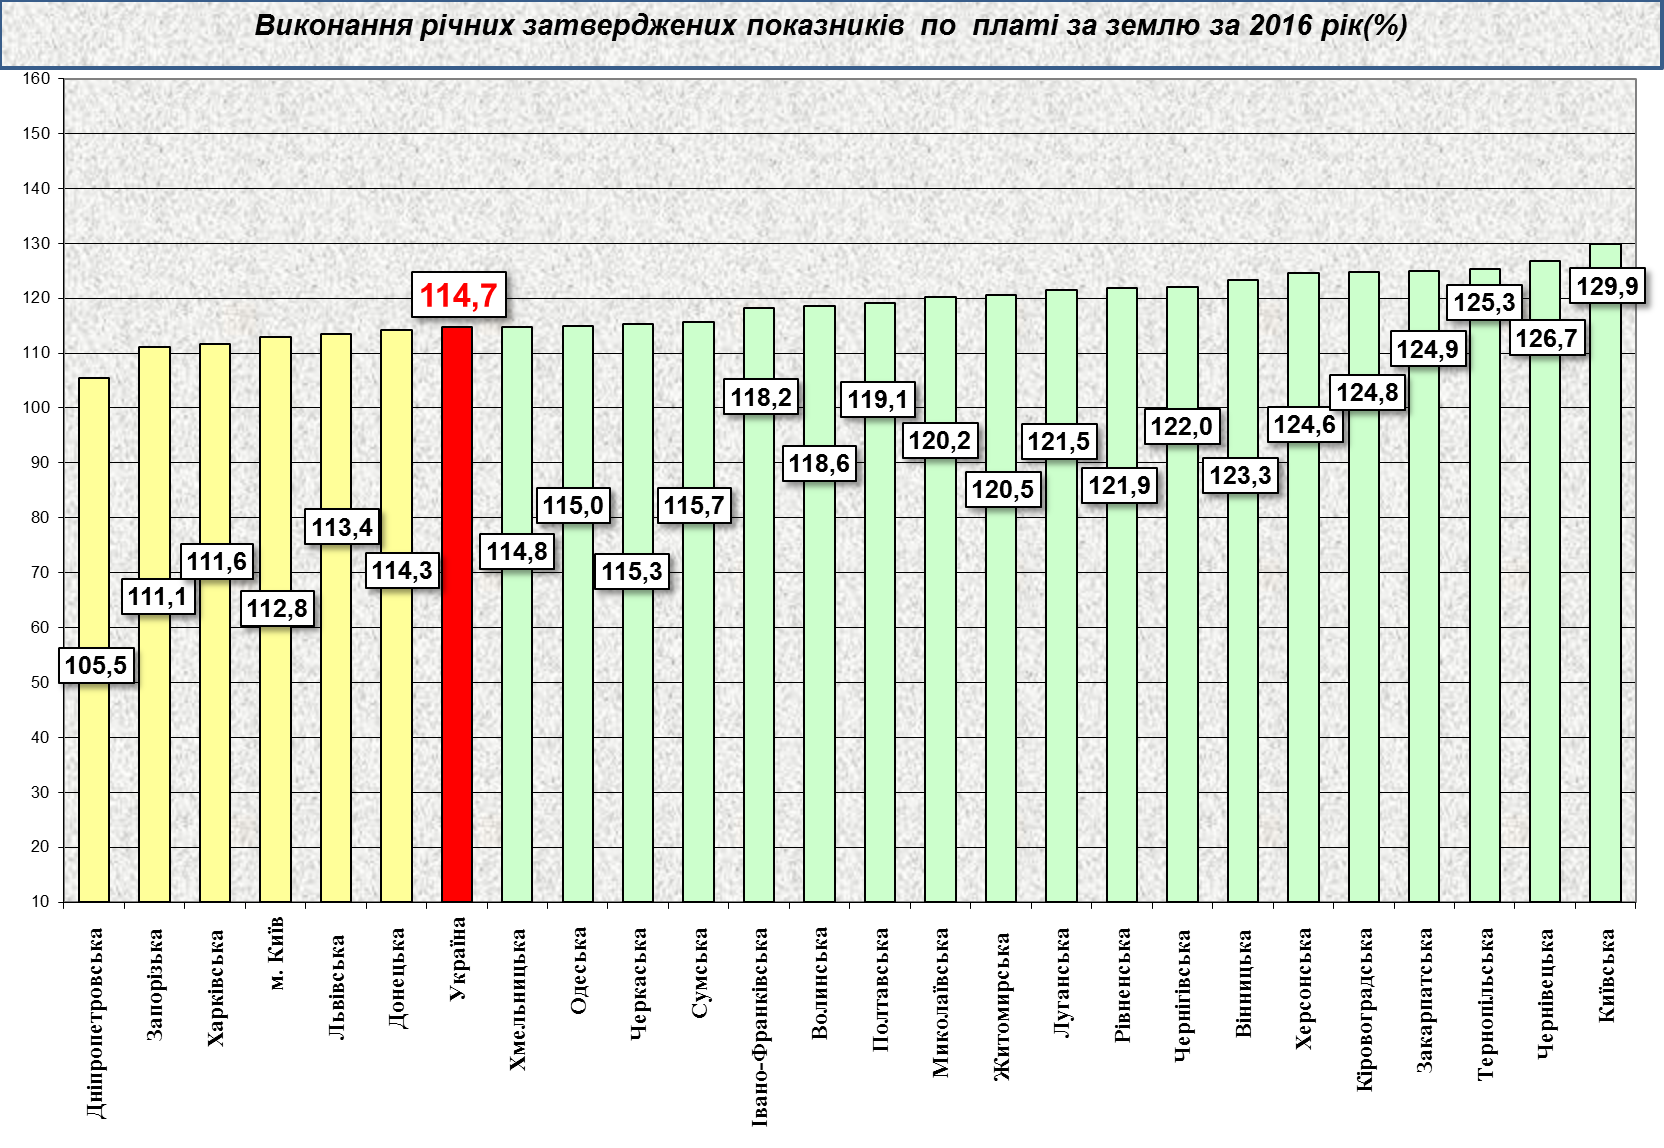 Виконання річних затверджених показників по платі за землю за 2016 рік(%)
160
150
140
130
120
110
100
90
80
70
60
50
40
30
20
10
105,5
111,1
111,6
112,8
113,4
114,3
114,7
114,8
115,0
115,3
115,7
118,2
118,6
119,1
120,2
120,5
121,5
121,9
122,0
123,3
124,6
124,8
124,9
125,3
126,7
129,9
Дніпропетровська
Запорізька
Харківська
м. Київ
Львівська
Донецька
Україна
Хмельницька
Одеська
Черкаська
Сумська
Івано-Франківська
Волинська
Полтавська
Миколаївська
Житомирська
Луганська
Рівненська
Чернігівська
Вінницька
Херсонська
Кіровоградська
Закарпатська
Тернопільська
Чернівецька
Київська